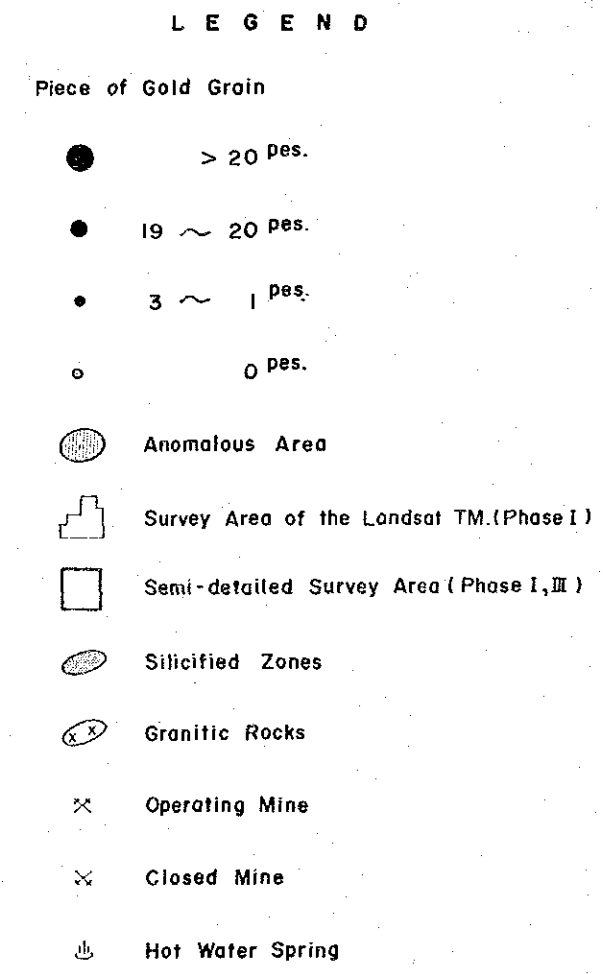 LEGEND
Piece of Gold Grain
> 20 pes.
19 ~ 20 pes.
3 ~ 1 pes.
0 pes.
Anomalous Area
Survey Area of the Landsat TM.(Phase I)
Semi-detailed Survey Area (Phase I,III)
Silicified Zones
x x Granitic Rocks
Operating Mine
Closed Mine
Hot Water Spring